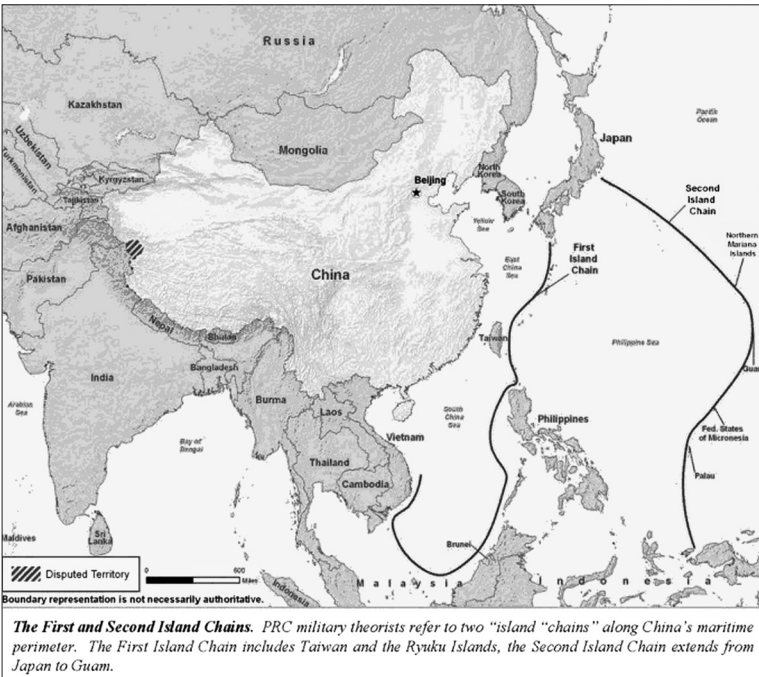 Russia
Kazakhstan
Mongolia
Uzbekistan
Turkmenistan
Kyrgyzstan
Tajikistan
Afghanistan
Pakistan
Beijing
North
Korea
South
Korea
Japan
Pacific
Ocean
Second
Island
Chain
Northern
Mariana
Islands
Yellow
Sea
East
China
Sea
First
Island
Chain
China
Nepal
Bhutan
Bangladesh
India
Burma
Taiwan
Philippine Sea
Guam
Arabian
Sea
Bay of
Bengal
Laos
Vietnam
Thailand
Cambodia
South
China
Sea
Philippines
Fed. States
of Micronesia
Palau
Maldives
Sri
Lanka
Brunei
Malaysia
Indonesia
Indonesia
Disputed Territory
0 600
Miles
Boundary representation is not necessarily authoritative.
The First and Second Island Chains. PRC military theorists refer to two “island “chains” along China’s maritime
perimeter. The First Island Chain includes Taiwan and the Ryuku Islands, the Second Island Chain extends from
Japan to Guam.